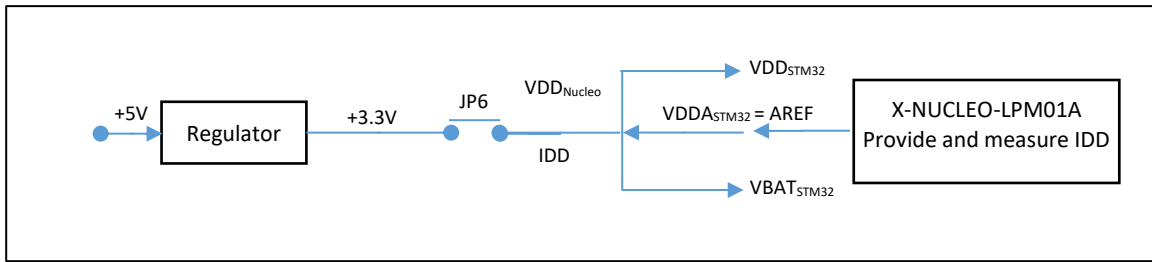 +5V
Regulator
+3.3V
JP6
VDDNucleo
IDD
VDDSTM32
VDDASTM32 = AREF
VBATSTM32
X-NUCLEO-LPM01A
Provide and measure IDD